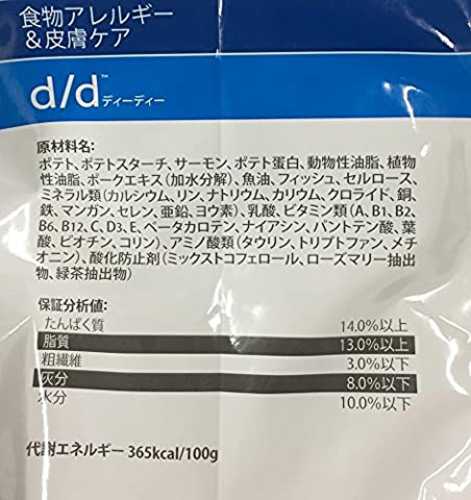 食物アレルギー
&皮膚ケア
d/d™ディーディー
原材料名:
ポテト、ポテトスターチ、サーモン、ポテト蛋白、動物性油脂、植物
性油脂、ポークエキス(加水分解)、魚油、フィッシュ、セルロース、
ミネラル類(カルシウム、リン、ナトリウム、カリウム、クロライド、銅、
鉄、マンガン、セレン、亜鉛、ヨウ素)、乳酸、ビタミン類(A、B1、B2、
B6、B12、C、D3、E、ベータカロテン、ナイアシン、パントテン酸、葉
酸、ビオチン、コリン)、アミノ酸類(タウリン、トリプトファン、メチ
オニン)、酸化防止剤(ミックストコフェロール、ローズマリー抽出
物、緑茶抽出物)
保証分析値:
たんぱく質 14.0%以上
脂質 13.0%以上
粗繊維 3.0%以下
灰分 8.0%以下
水分 10.0%以下
代謝エネルギー 365kcal/100g